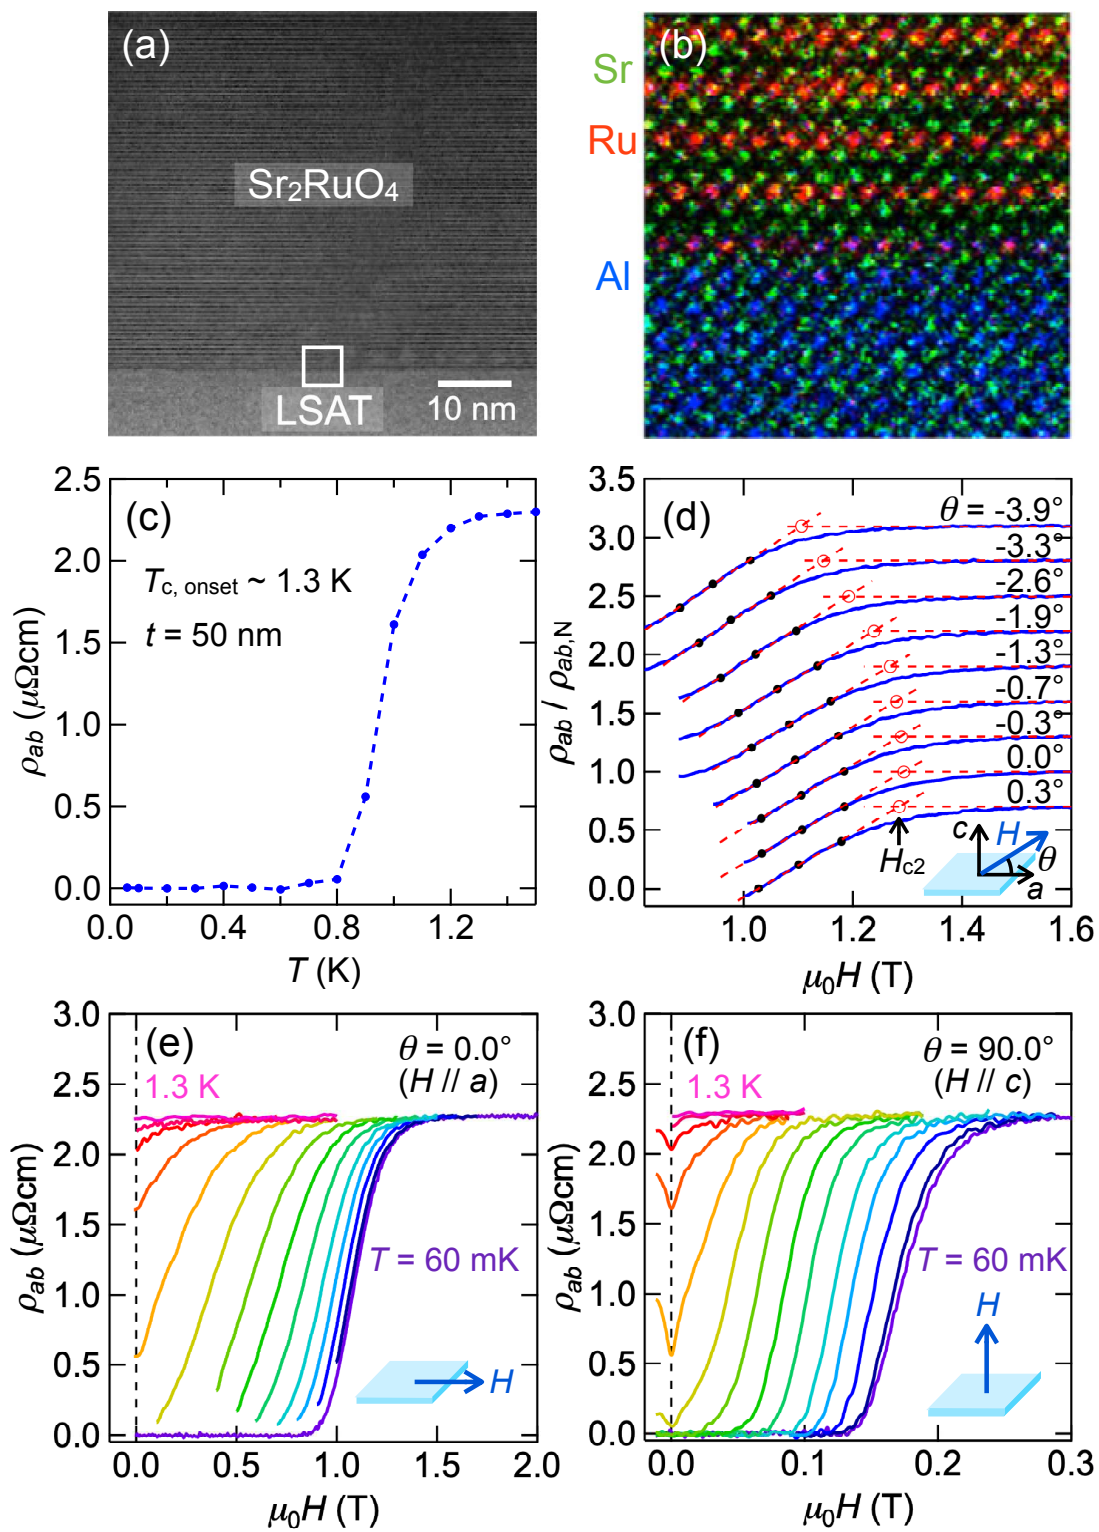 (a)
Sr₂RuO₄
LSAT
10 nm
(b)
Sr
Ru
Al
(c)
T_c, onset ~ 1.3 K
t = 50 nm
ρ_ab (μΩcm)
2.5
2.0
1.5
1.0
0.5
0.0
0.0 0.4 0.8 1.2
T (K)
(d)
θ = -3.9°
-3.3°
-2.6°
-1.9°
-1.3°
-0.7°
-0.3°
0.0°
0.3°
H_c2
c
H
θ
a
ρ_ab / ρ_ab,N
3.5
3.0
2.5
2.0
1.5
1.0
0.5
0.0
1.0 1.2 1.4 1.6
μ₀H (T)
(e)
θ = 0.0°
(H // a)
1.3 K
T = 60 mK
H
ρ_ab (μΩcm)
3.0
2.5
2.0
1.5
1.0
0.5
0.0
0.0 0.5 1.0 1.5 2.0
μ₀H (T)
(f)
θ = 90.0°
(H // c)
1.3 K
T = 60 mK
H
ρ_ab (μΩcm)
3.0
2.5
2.0
1.5
1.0
0.5
0.0
0.0 0.1 0.2 0.3
μ₀H (T)